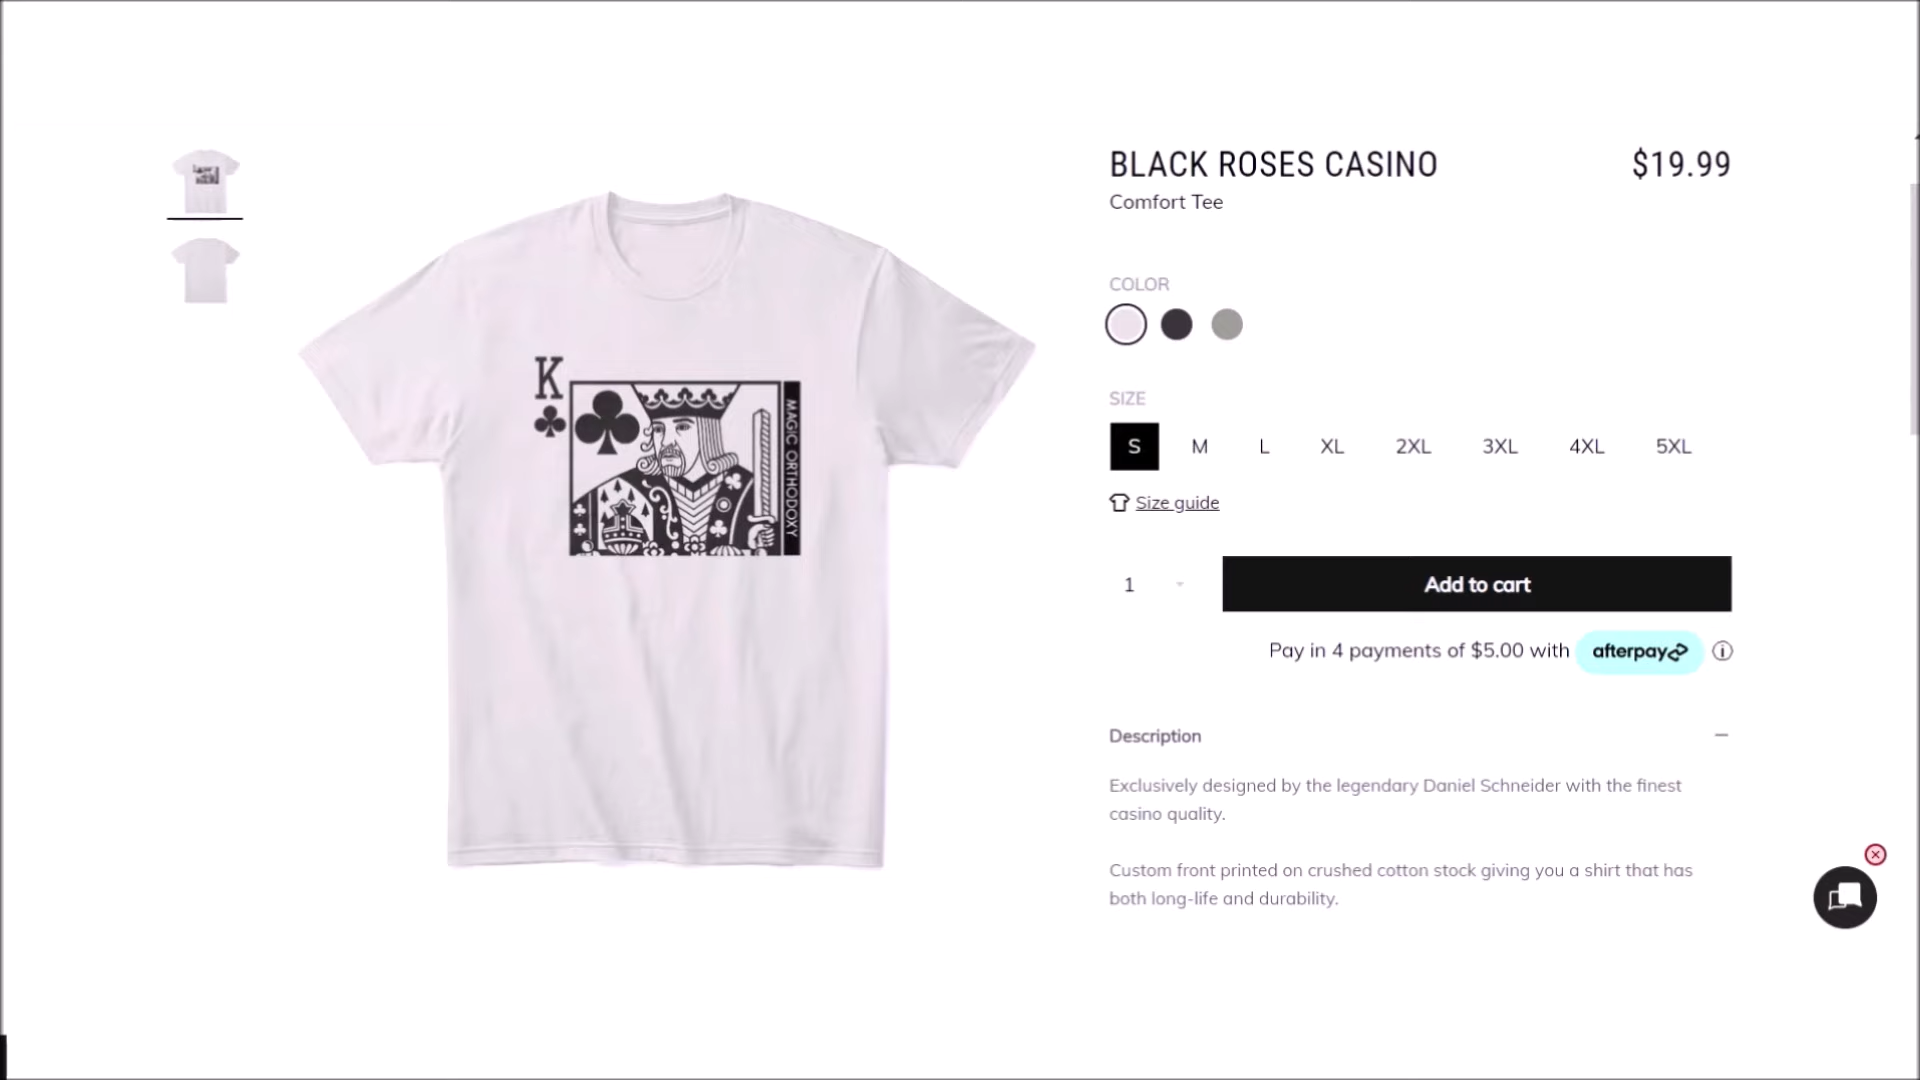 BLACK ROSES CASINO
$19.99
Comfort Tee
COLOR
SIZE
S M L XL 2XL 3XL 4XL 5XL
Size guide
1
Add to cart
Pay in 4 payments of $5.00 with afterpay
Description
Exclusively designed by the legendary Daniel Schneider with the finest
casino quality.
Custom front printed on crushed cotton stock giving you a shirt that has
both long-life and durability.
K
MAGIC ORTHODOXY